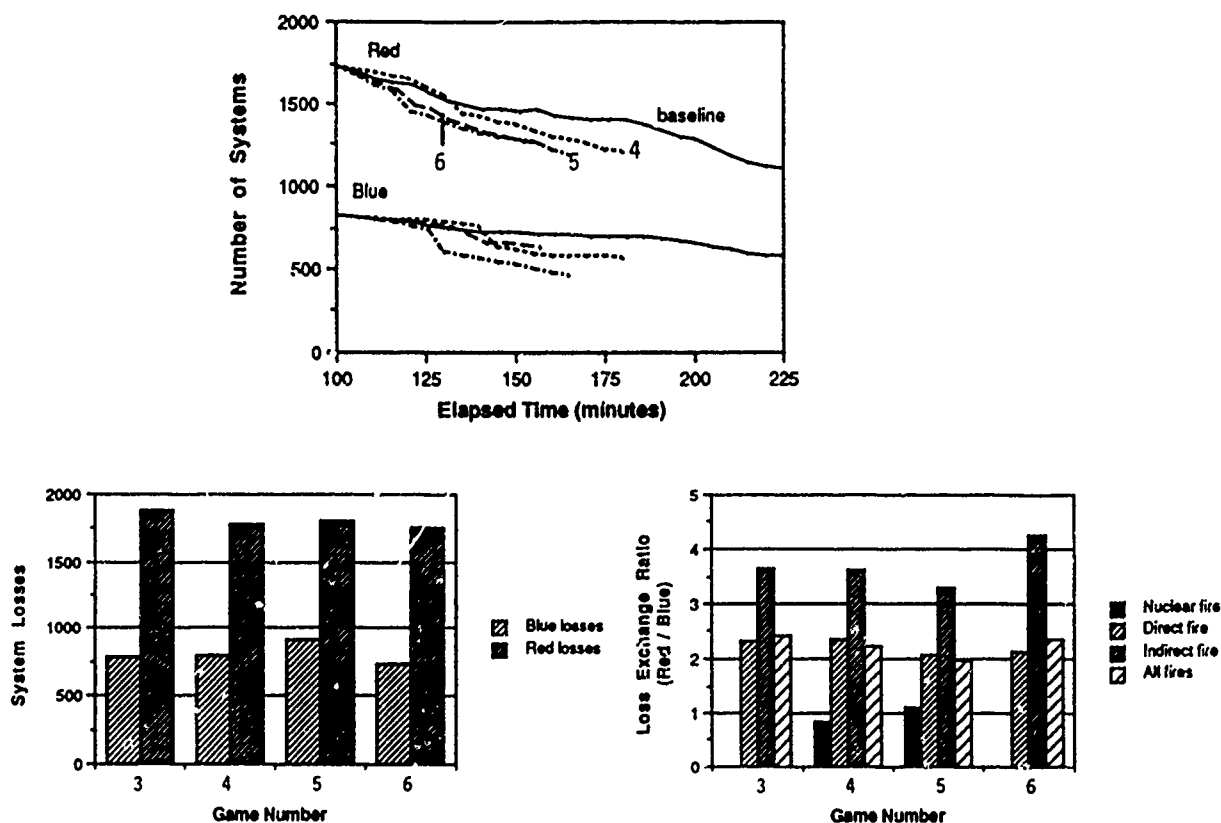 2000
1500
1000
500
0
Number of Systems
Red
baseline
6
5
4
Blue
100 125 150 175 200 225
Elapsed Time (minutes)
2000
1500
1000
500
0
System Losses
3 4 5 6
Game Number
Blue losses
Red losses
5
4
3
2
1
0
Loss Exchange Ratio
(Red / Blue)
3 4 5 6
Game Number
Nuclear fire
Direct fire
Indirect fire
All fires